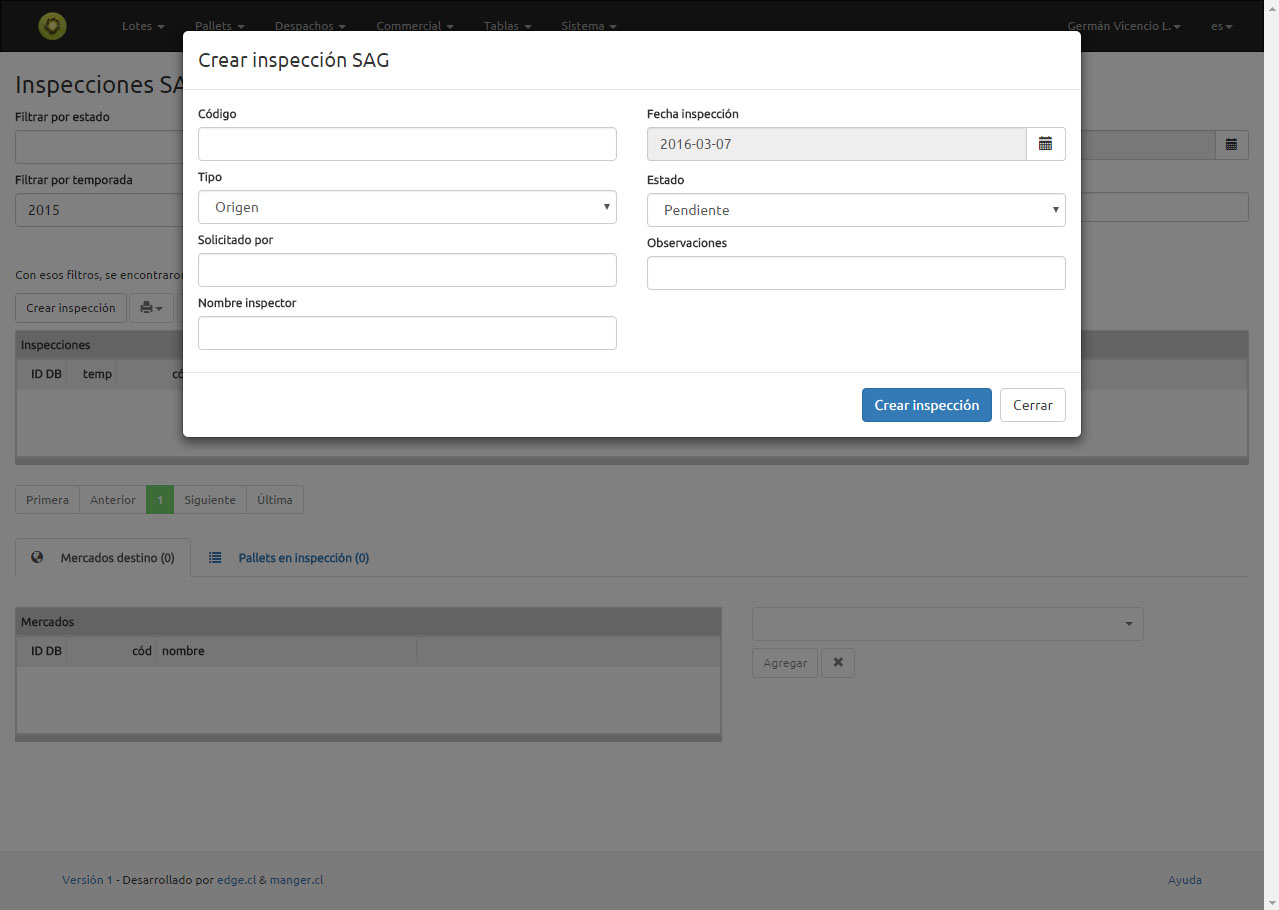 Lotes Pallets Despachos Commercial Tablas Sistema Germán Vicencio L. es
Crear inspección SAG
Código
Fecha inspección
2016-03-07
Tipo
Origen
Estado
Pendiente
Solicitado por
Observaciones
Nombre inspector
Crear inspección Cerrar
Inspecciones SA
Filtrar por estado
Filtrar por temporada
2015
Con esos filtros, se encontraron
Crear inspección
Inspecciones
ID DB temp có
Primera Anterior 1 Siguiente Última
Mercados destino (0) Pallets en inspección (0)
Mercados
ID DB cód nombre
Agregar
Versión 1 - Desarrollado por edge.cl & manger.cl Ayuda